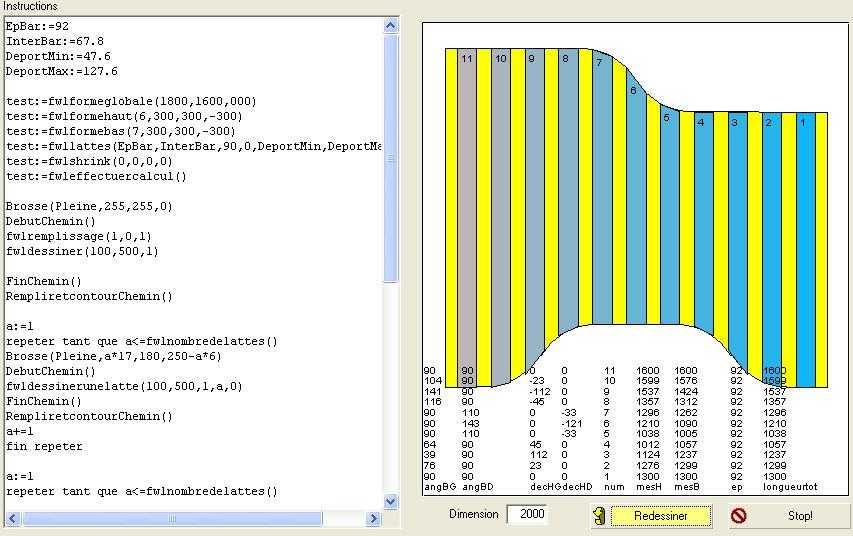 Instructions
EpBar:=92
InterBar:=67.8
DeportMin:=47.6
DeportMax:=127.6
test:=fwlformeglobale(1800,1600,000)
test:=fwlformehaut(6,300,300,-300)
test:=fwlformebas(7,300,300,-300)
test:=fwllattes(EpBar,InterBar,90,0,DeportMin,DeportMa
test:=fwlshrink(0,0,0,0)
test:=fwleffectuercalcul()
Brosse(Pleine,255,255,0)
DebutChemin()
fwlremplissage(1,0,1)
fwldessiner(100,500,1)
FinChemin()
RempliretcontourChemin()
a:=1
repeter tant que a<=fwlnombredelattes()
Brosse(Pleine,a*17,180,250-a*6)
DebutChemin()
fwldessinerunelatte(100,500,1,a,0)
FinChemin()
RempliretcontourChemin()
a+=1
fin repeter
a:=1
repeter tant que a<=fwlnombredelattes()
11 10 9 8 7 6 5 4 3 2 1
90 90 0 0 11 1600 1600 92 1600
104 90 -23 0 10 1599 1576 92 1599
141 90 -112 0 9 1537 1424 92 1537
116 90 -45 0 8 1357 1312 92 1357
90 110 0 -33 7 1296 1262 92 1296
90 143 0 -121 6 1210 1090 92 1210
90 110 0 -33 5 1038 1005 92 1038
64 90 45 0 4 1012 1057 92 1057
39 90 112 0 3 1124 1237 92 1237
76 90 23 0 2 1276 1299 92 1299
90 90 0 0 1 1300 1300 92 1300
angBG angBD decHG decHD num mesH mesB ep longueurtot
Dimension 2000 Redessiner Stop!